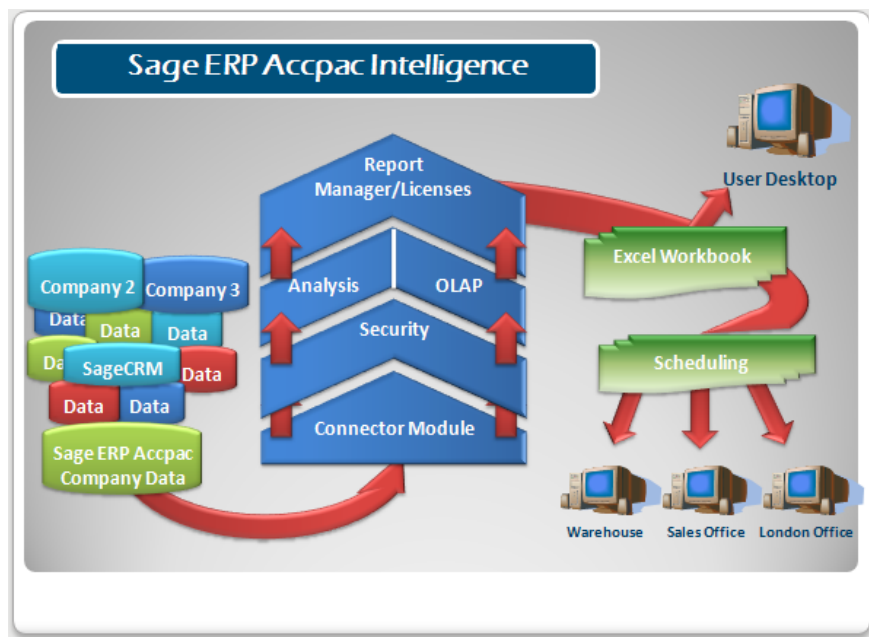 Sage ERP Accpac Intelligence
User Desktop
Report
Manager/Licenses
Excel Workbook
Company 2
Company 3
Analysis
OLAP
Data
Data
Data
Security
Scheduling
Data
SageCRM
Data
Data
Data
Connector Module
Sage ERP Accpac
Company Data
Warehouse
Sales Office
London Office